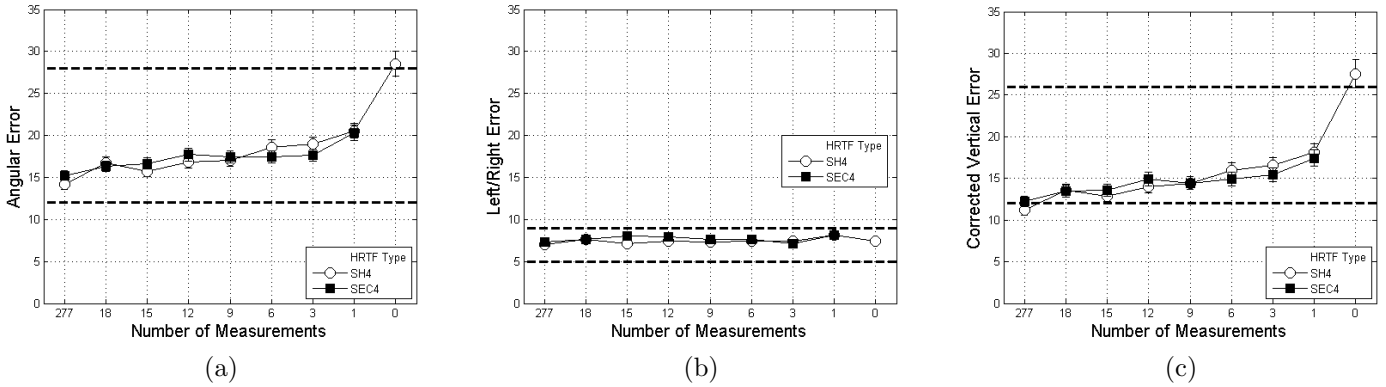 Angular Error
35
30
25
20
15
10
5
0
HRTF Type
SH4
SEC4
277 18 15 12 9 6 3 1 0
Number of Measurements
(a)
Left/Right Error
35
30
25
20
15
10
5
0
HRTF Type
SH4
SEC4
277 18 15 12 9 6 3 1 0
Number of Measurements
(b)
Corrected Vertical Error
35
30
25
20
15
10
5
0
HRTF Type
SH4
SEC4
277 18 15 12 9 6 3 1 0
Number of Measurements
(c)